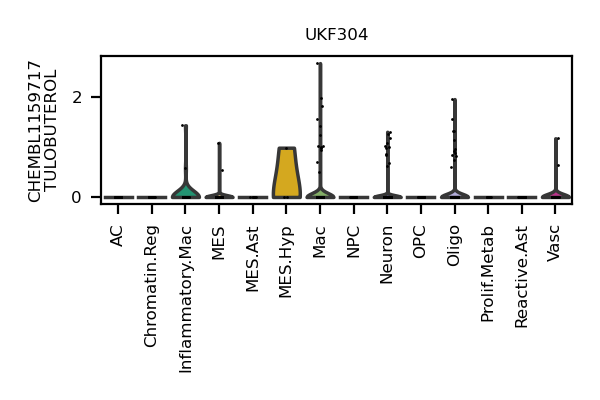 UKF304
CHEMBL1159717
TULOBUTEROL
2
0
AC
Chromatin.Reg
Inflammatory.Mac
MES
MES.Ast
MES.Hyp
Mac
NPC
Neuron
OPC
Oligo
Prolif.Metab
Reactive.Ast
Vasc